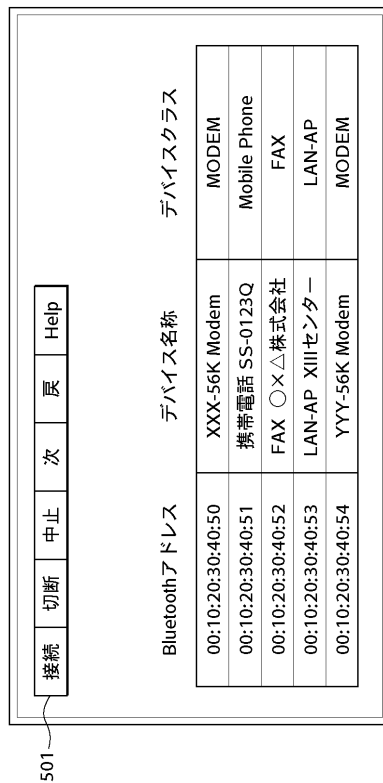 501
接続 切断 中止 次 戻 Help
Bluetoothアドレス デバイス名称 デバイスクラス
00:10:20:30:40:50 XXX-56K Modem MODEM
00:10:20:30:40:51 携帯電話 SS-0123Q Mobile Phone
00:10:20:30:40:52 FAX ○×△株式会社 FAX
00:10:20:30:40:53 LAN-AP XIIIセンター LAN-AP
00:10:20:30:40:54 YYY-56K Modem MODEM